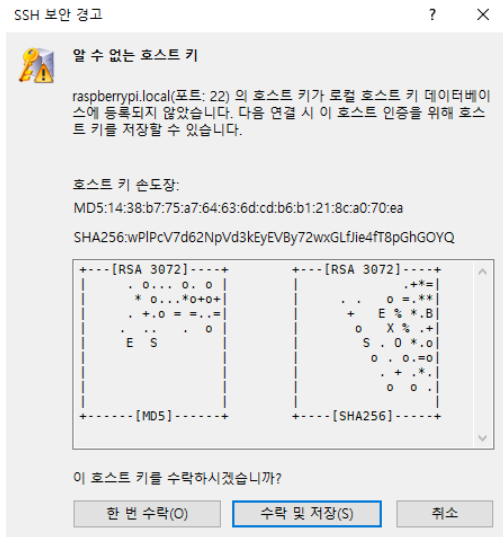 SSH 보안 경고
알 수 없는 호스트 키
raspberrypi.local(포트: 22) 의 호스트 키가 로컬 호스트 키 데이터베이
스에 등록되지 않았습니다. 다음 연결 시 이 호스트 인증을 위해 호스
트 키를 저장할 수 있습니다.
호스트 키 손도장:
MD5:14:38:b7:75:a7:64:63:6d:cd:b6:b1:21:8c:a0:70:ea
SHA256:wPlPcV7d62NpVd3kEyEVBy72wxGLfJie4fT8pGhGOYQ
+---[RSA 3072]----+        +---[RSA 3072]----+
|     . o... o. o |        |             .+*=|
|      * o...*o+o+|        |     . .   o =.**|
|     . +.o = =..=|        |      +   E % *.B|
|    .  ..   .  o |        |       o   X % .+|
|     E  S        |        |        S . O *.o|
|                 |        |         o . o.=o|
|                 |        |          . + .*.|
|                 |        |           o  o .|
|                 |        |                 |
+------[MD5]------+        +----[SHA256]-----+
이 호스트 키를 수락하시겠습니까?
한 번 수락(O) 수락 및 저장(S) 취소